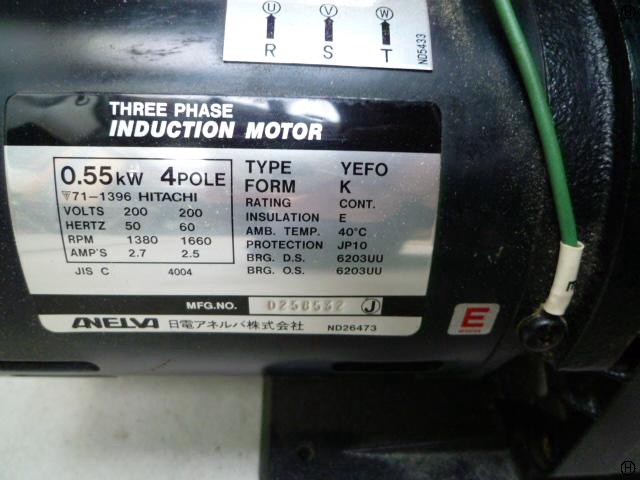 U V W
R S T
ND5433
THREE PHASE
INDUCTION MOTOR
0.55KW 4POLE
▽71-1396 HITACHI
VOLTS 200 200
HERTZ 50 60
RPM 1380 1660
AMP'S 2.7 2.5
JIS C 4004
TYPE YEFO
FORM K
RATING CONT.
INSULATION E
AMB. TEMP. 40°C
PROTECTION JP10
BRG. D.S. 6203UU
BRG. O.S. 6203UU
MFG.NO. D258532 J
ANELVA 日電アネルバ株式会社 ND26473
E
H